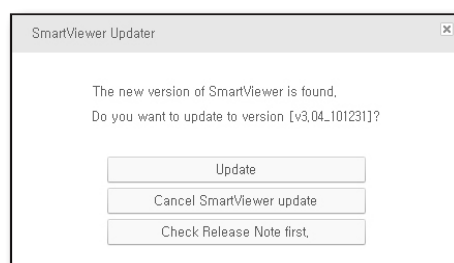 SmartViewer Updater
The new version of SmartViewer is found,
Do you want to update to version [v3,04_101231]?
Update
Cancel SmartViewer update
Check Release Note first,